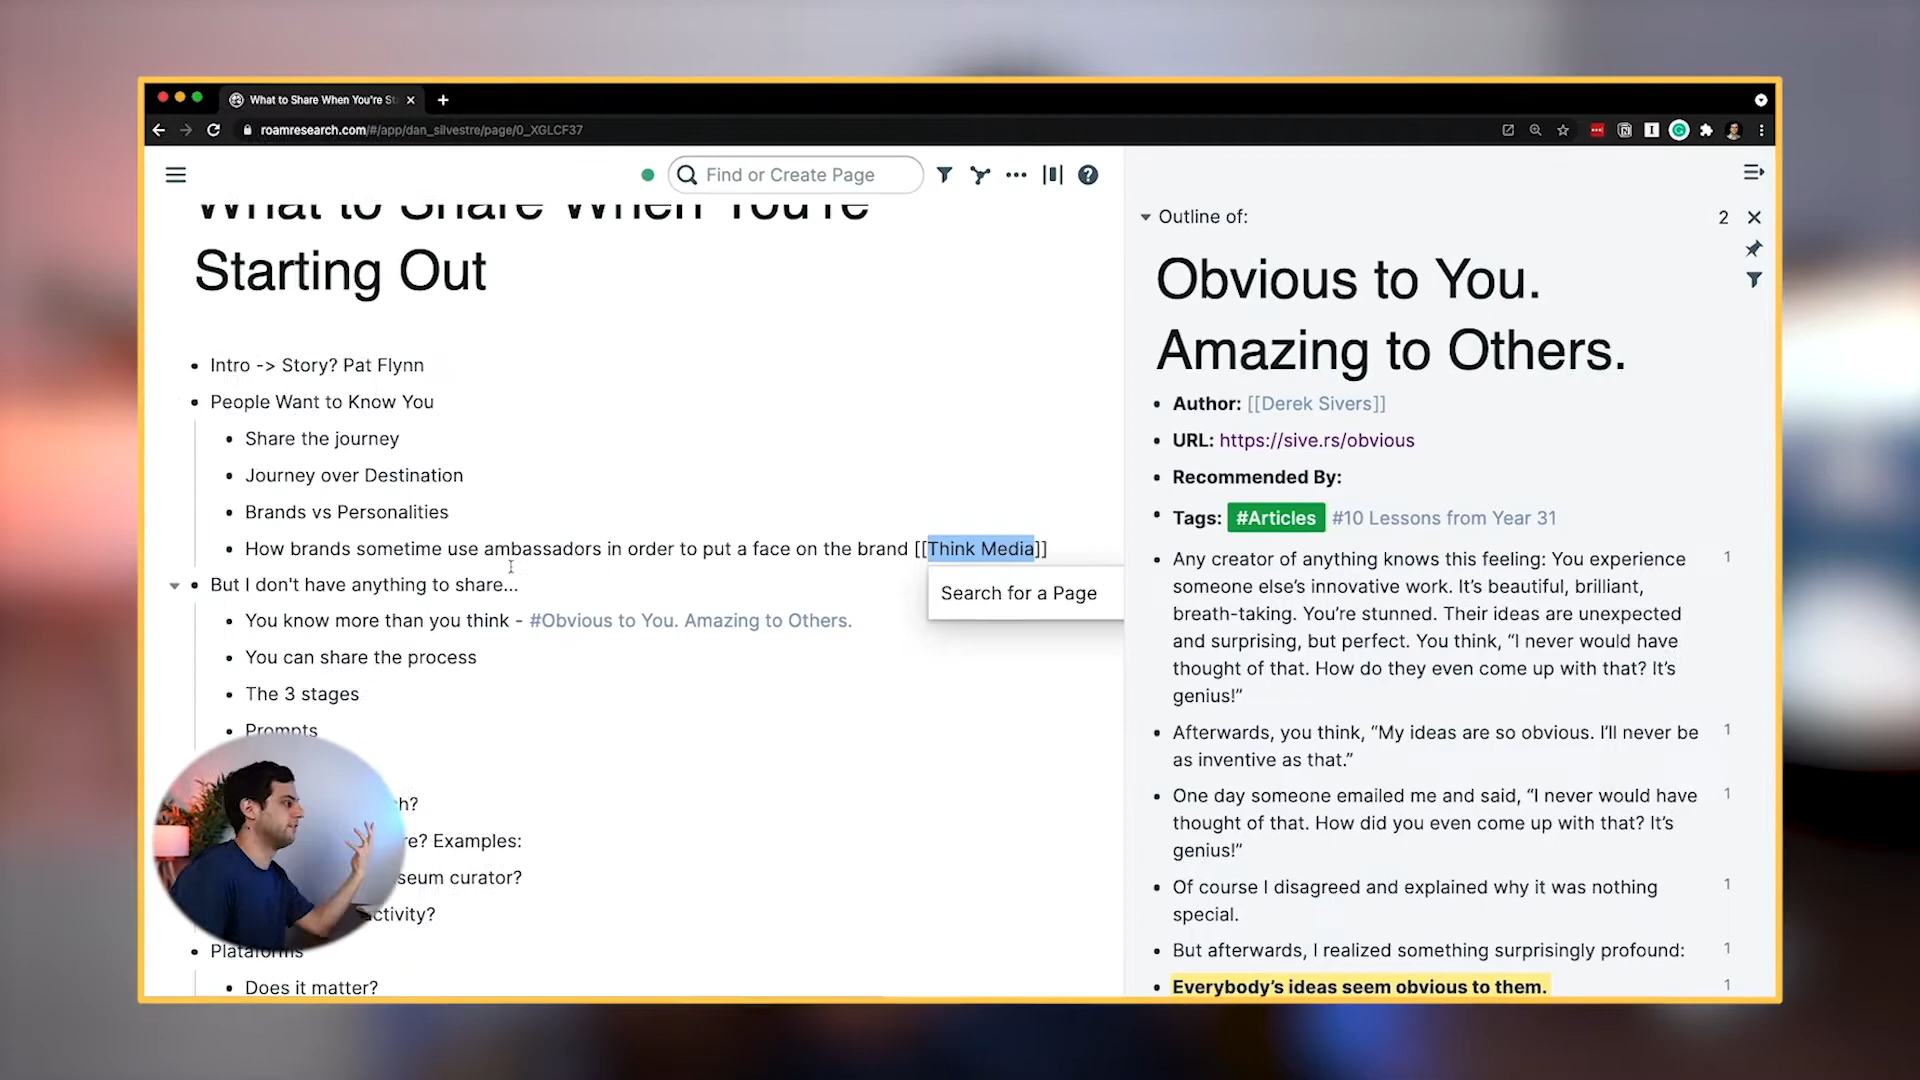 What to Share When You're St
roamresearch.com/#/app/dan_silvestre/page/0_XGLCF37
Find or Create Page
What to Share When You're
Starting Out
Intro -> Story? Pat Flynn
People Want to Know You
Share the journey
Journey over Destination
Brands vs Personalities
How brands sometime use ambassadors in order to put a face on the brand [[Think Media]]
Search for a Page
But I don't have anything to share...
You know more than you think - #Obvious to You. Amazing to Others.
You can share the process
The 3 stages
Prompts
h?
re? Examples:
seum curator?
ctivity?
Plataforms
Does it matter?
Outline of:
2
Obvious to You.
Amazing to Others.
Author: [[Derek Sivers]]
URL: https://sive.rs/obvious
Recommended By:
Tags: #Articles #10 Lessons from Year 31
Any creator of anything knows this feeling: You experience 1
someone else’s innovative work. It’s beautiful, brilliant,
breath-taking. You’re stunned. Their ideas are unexpected
and surprising, but perfect. You think, “I never would have
thought of that. How do they even come up with that? It’s
genius!”
Afterwards, you think, “My ideas are so obvious. I’ll never be 1
as inventive as that.”
One day someone emailed me and said, “I never would have 1
thought of that. How did you even come up with that? It’s
genius!”
Of course I disagreed and explained why it was nothing 1
special.
But afterwards, I realized something surprisingly profound: 1
Everybody’s ideas seem obvious to them. 1